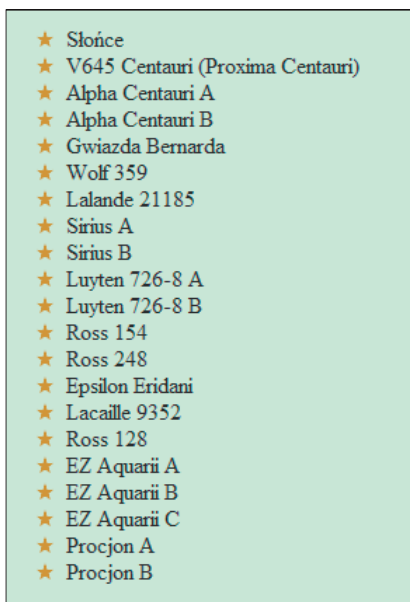 Słońce
V645 Centauri (Proxima Centauri)
Alpha Centauri A
Alpha Centauri B
Gwiazda Bernarda
Wolf 359
Lalande 21185
Sirius A
Sirius B
Luyten 726-8 A
Luyten 726-8 B
Ross 154
Ross 248
Epsilon Eridani
Lacaille 9352
Ross 128
EZ Aquarii A
EZ Aquarii B
EZ Aquarii C
Procjon A
Procjon B